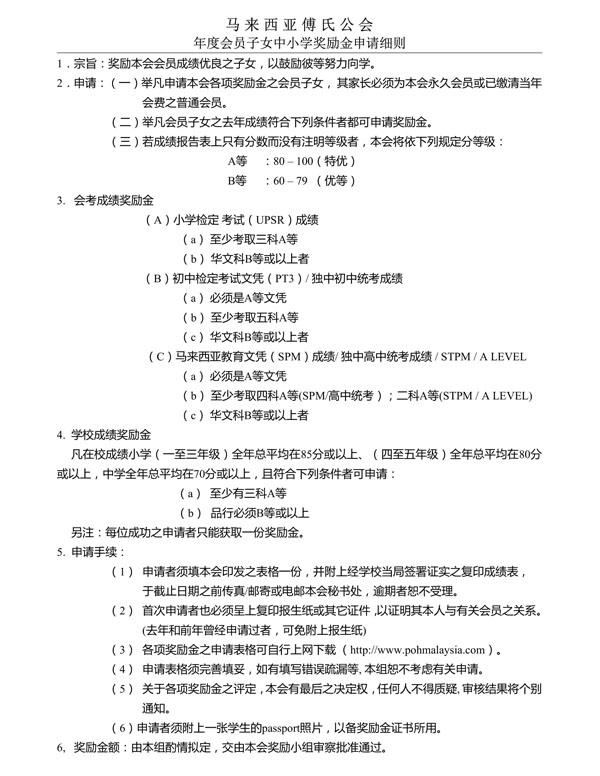 马来西亚傅氏公会
年度会员子女中小学奖励金申请细则
1．宗旨：奖励本会会员成绩优良之子女，以鼓励彼等努力向学。
2．申请：（一）举凡申请本会各项奖励金之会员子女， 其家长必须为本会永久会员或已缴清当年
会费之普通会员。
（二）举凡会员子女之去年成绩符合下列条件者都可申请奖励金。
（三）若成绩报告表上只有分数而没有注明等级者，本会将依下列规定分等级：
A等 ：80 – 100（特优）
B等 ：60 – 79 （优等）
3. 会考成绩奖励金
（A）小学检定 考试（UPSR）成绩
（a） 至少考取三科A等
（b） 华文科B等或以上者
（B）初中检定考试文凭（PT3）/ 独中初中统考成绩
（a） 必须是A等文凭
（b） 至少考取五科A等
（c） 华文科B等或以上者
（C）马来西亚教育文凭（SPM）成绩/ 独中高中统考成绩 / STPM / A LEVEL
（a） 必须是A等文凭
（b） 至少考取四科A等(SPM/高中统考）；二科A等(STPM / A LEVEL)
（c） 华文科B等或以上者
4. 学校成绩奖励金
凡在校成绩小学（一至三年级）全年总平均在85分或以上、（四至五年级）全年总平均在80分
或以上，中学全年总平均在70分或以上，且符合下列条件者可申请：
（a） 至少有三科A等
（b） 品行必须B等或以上
另注：每位成功之申请者只能获取一份奖励金。
5. 申请手续：
（1） 申请者须填本会印发之表格一份，并附上经学校当局签署证实之复印成绩表，
于截止日期之前传真/邮寄或电邮本会秘书处，逾期者恕不受理。
（2） 首次申请者也必须呈上复印报生纸或其它证件，以证明其本人与有关会员之关系。
(去年和前年曾经申请过者，可免附上报生纸)
（3） 各项奖励金之申请表格可自行上网下载（ http://www.pohmalaysia.com ）。
（4） 申请表格须完善填妥，如有填写错误疏漏等, 本组恕不考虑有关申请。
（5） 关于各项奖励金之评定，本会有最后之决定权，任何人不得质疑, 审核结果将个别
通知。
（6）申请者须附上一张学生的passport照片，以备奖励金证书所用。
6, 奖励金额：由本组酌情拟定，交由本会奖励小组审察批准通过。